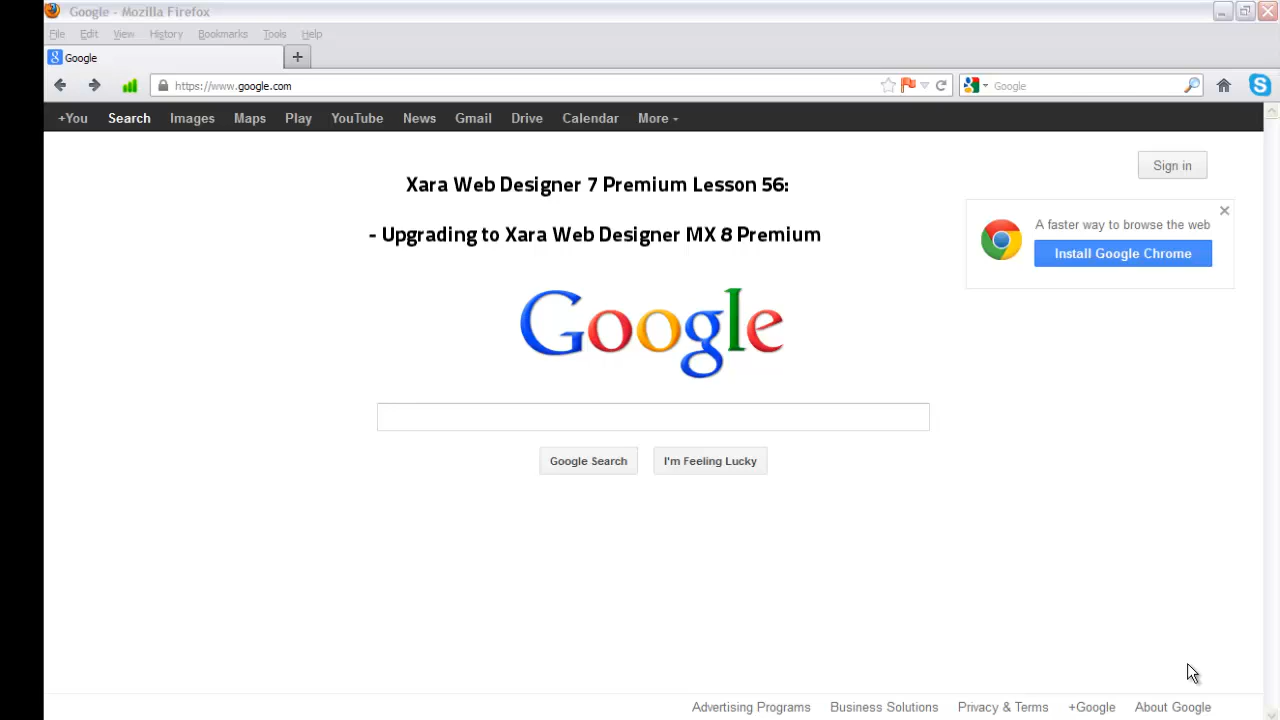 Google - Mozilla Firefox
File Edit View History Bookmarks Tools Help
Google
https://www.google.com
Google
+You Search Images Maps Play YouTube News Gmail Drive Calendar More
Sign in
Xara Web Designer 7 Premium Lesson 56:
- Upgrading to Xara Web Designer MX 8 Premium
A faster way to browse the web
Install Google Chrome
Google
Google Search I'm Feeling Lucky
Advertising Programs Business Solutions Privacy & Terms +Google About Google